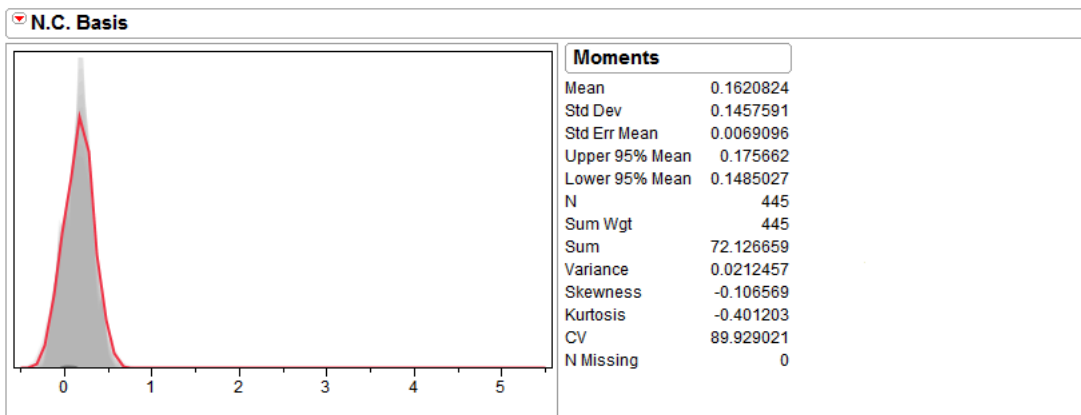 N.C. Basis
Moments
Mean 0.1620824
Std Dev 0.1457591
Std Err Mean 0.0069096
Upper 95% Mean 0.175662
Lower 95% Mean 0.1485027
N 445
Sum Wgt 445
Sum 72.126659
Variance 0.0212457
Skewness -0.106569
Kurtosis -0.401203
CV 89.929021
N Missing 0
0 1 2 3 4 5